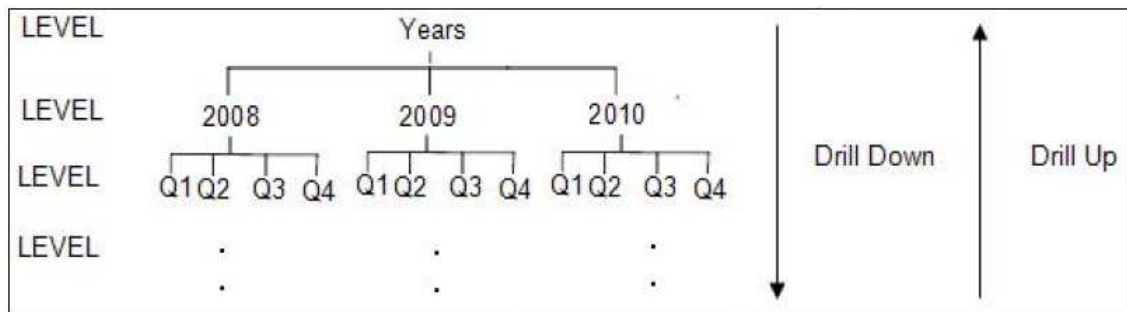 LEVEL Years
LEVEL 2008 2009 2010
Drill Down Drill Up
LEVEL Q1 Q2 Q3 Q4 Q1 Q2 Q3 Q4 Q1 Q2 Q3 Q4
LEVEL